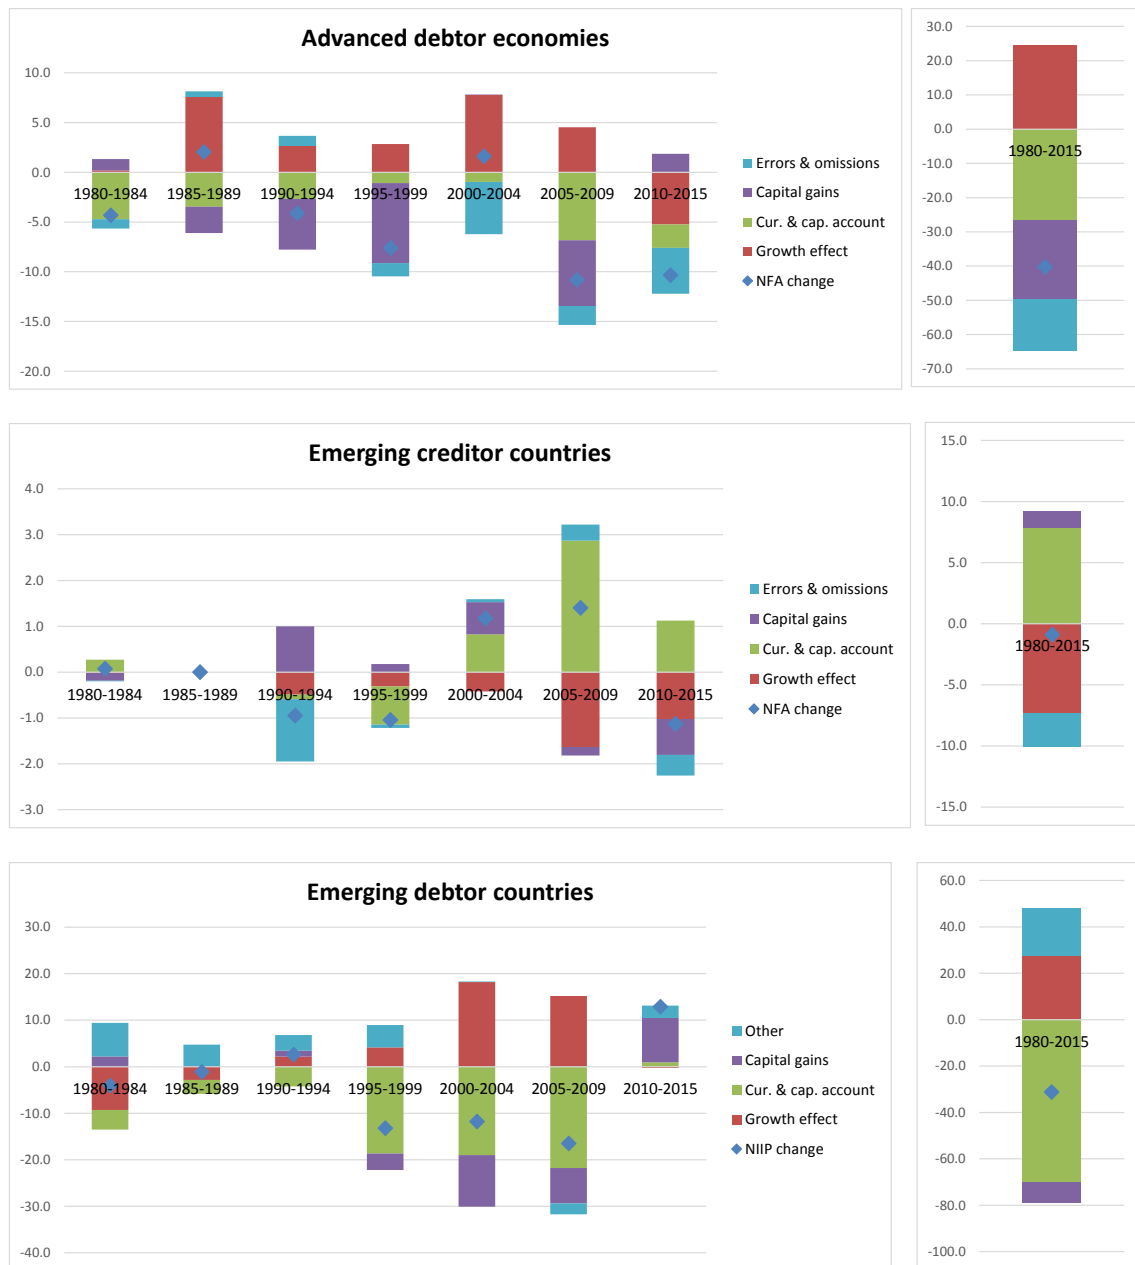 Advanced debtor economies
10.0
5.0
0.0
-5.0
-10.0
-15.0
-20.0
1980-1984 1985-1989 1990-1994 1995-1999 2000-2004 2005-2009 2010-2015
Errors & omissions
Capital gains
Cur. & cap. account
Growth effect
NFA change
30.0
20.0
10.0
0.0
-10.0
-20.0
-30.0
-40.0
-50.0
-60.0
-70.0
1980-2015
Emerging creditor countries
4.0
3.0
2.0
1.0
0.0
-1.0
-2.0
-3.0
1980-1984 1985-1989 1990-1994 1995-1999 2000-2004 2005-2009 2010-2015
Errors & omissions
Capital gains
Cur. & cap. account
Growth effect
NFA change
15.0
10.0
5.0
0.0
-5.0
-10.0
-15.0
1980-2015
Emerging debtor countries
30.0
20.0
10.0
0.0
-10.0
-20.0
-30.0
-40.0
1980-1984 1985-1989 1990-1994 1995-1999 2000-2004 2005-2009 2010-2015
Other
Capital gains
Cur. & cap. account
Growth effect
NIIP change
60.0
40.0
20.0
0.0
-20.0
-40.0
-60.0
-80.0
-100.0
1980-2015